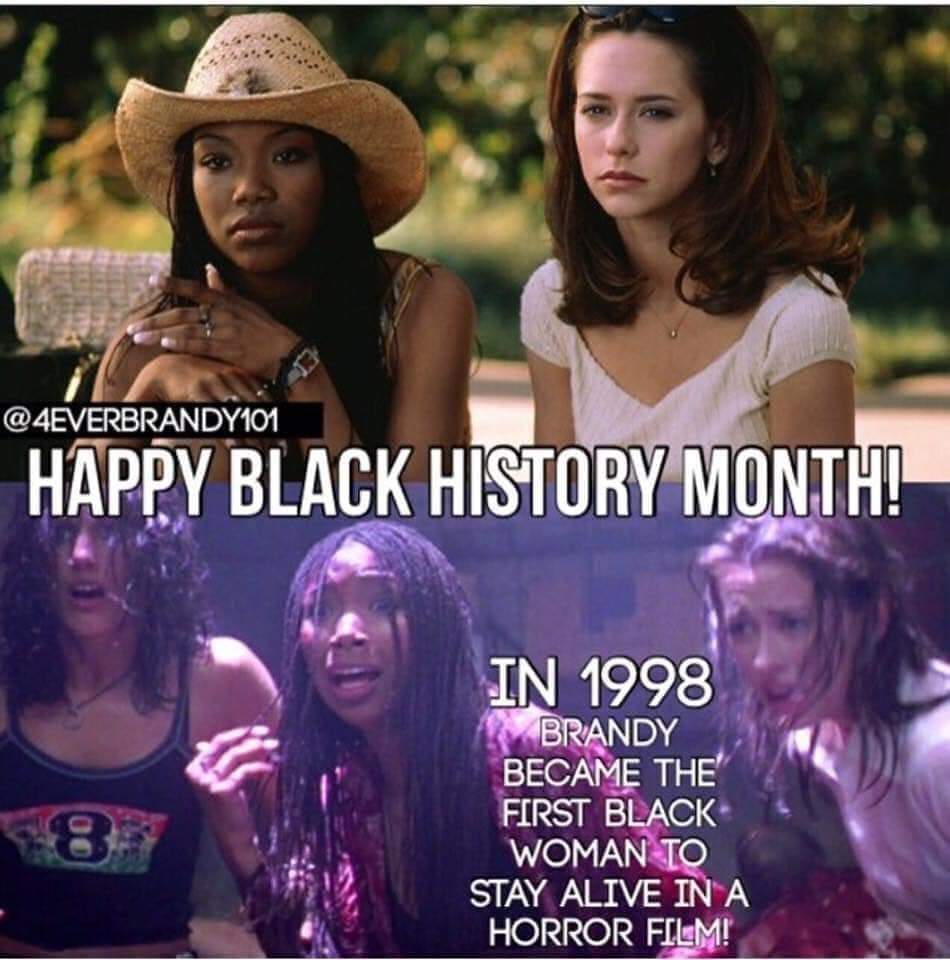 @4EVERBRANDY101
HAPPY BLACK HISTORY MONTH!
8
IN 1998
BRANDY
BECAME THE
FIRST BLACK
WOMAN TO
STAY ALIVE IN A
HORROR FILM!